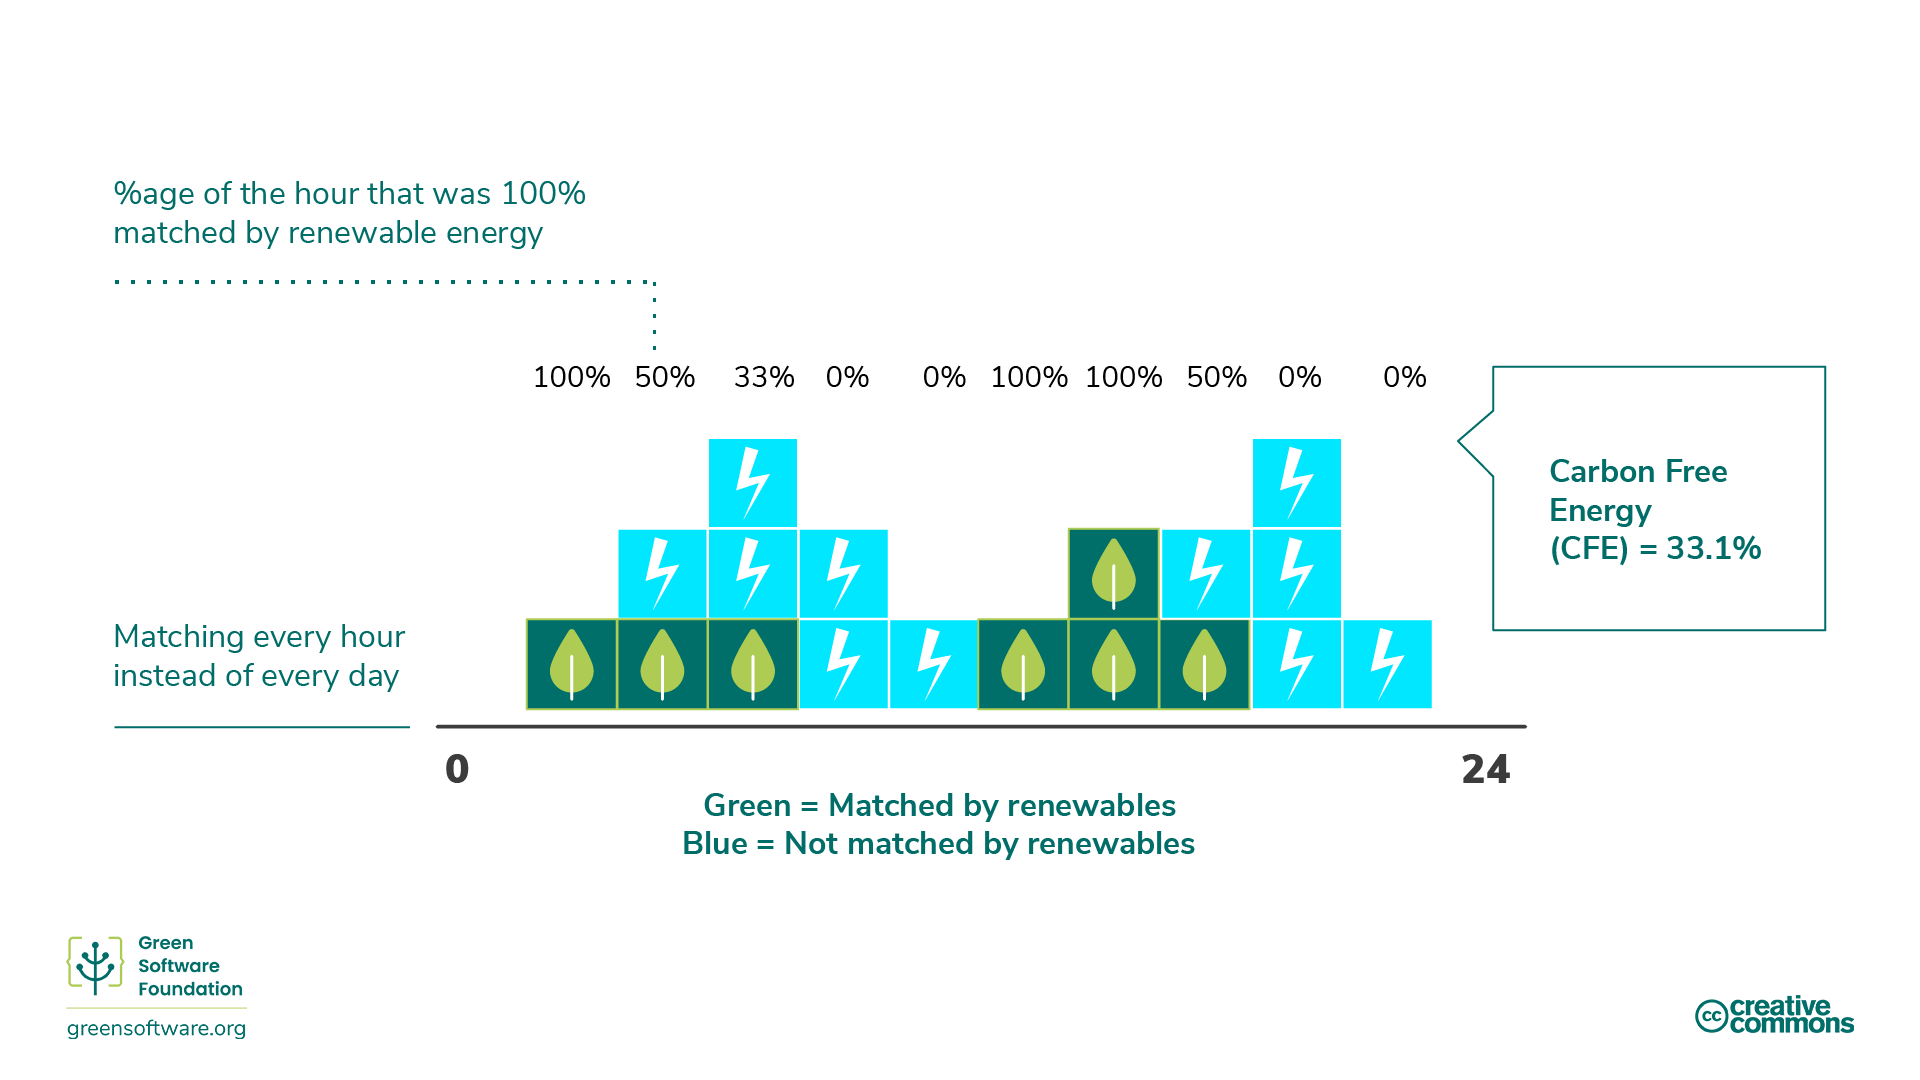 %age of the hour that was 100%
matched by renewable energy
100% 50% 33% 0% 0% 100% 100% 50% 0% 0%
Carbon Free
Energy
(CFE) = 33.1%
Matching every hour
instead of every day
0 24
Green = Matched by renewables
Blue = Not matched by renewables
Green
Software
Foundation
greensoftware.org
cc creative
commons